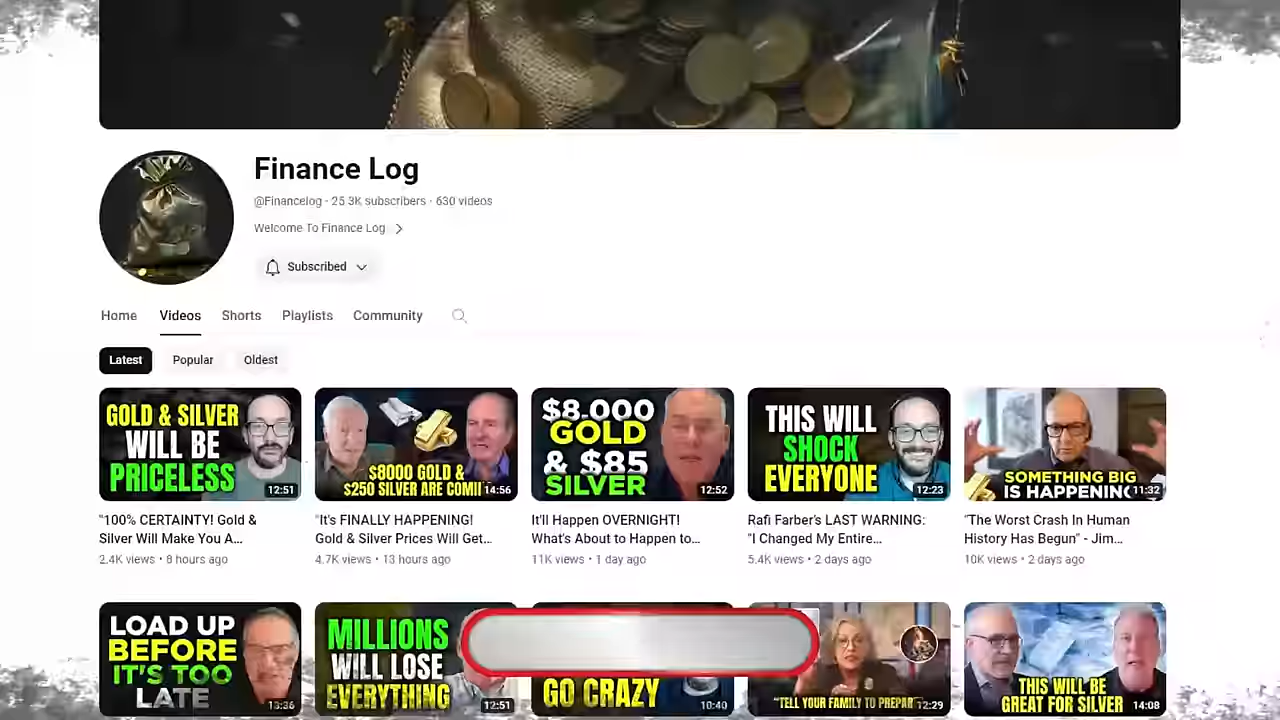 Finance Log
@Financelog · 25.3K subscribers · 630 videos
Welcome To Finance Log
Subscribed
Home Videos Shorts Playlists Community
Latest Popular Oldest
GOLD & SILVER
WILL BE
PRICELESS
12:51
$8000 GOLD &
$250 SILVER ARE
14:56
$8.000
GOLD
& $85
SILVER
12:52
THIS WILL
SHOCK
EVERYONE
12:23
SOMETHING BIG
IS HAPPENING
11:32
"100% CERTAINTY! Gold &
Silver Will Make You A...
2.4K views • 8 hours ago
"It's FINALLY HAPPENING!
Gold & Silver Prices Will Get...
4.7K views • 13 hours ago
It'll Happen OVERNIGHT!
What's About to Happen to...
11K views • 1 day ago
Rafi Farber's LAST WARNING:
"I Changed My Entire...
5.4K views • 2 days ago
"The Worst Crash In Human
History Has Begun" - Jim...
10K views • 2 days ago
LOAD UP
BEFORE
IT'S TOO
LATE
13:36
MILLIONS
WILL LOSE
EVERYTHING
12:51
GO CRAZY
10:40
"TELL YOUR FAMILY TO
12:29
THIS WILL BE
GREAT FOR SILVER
14:08